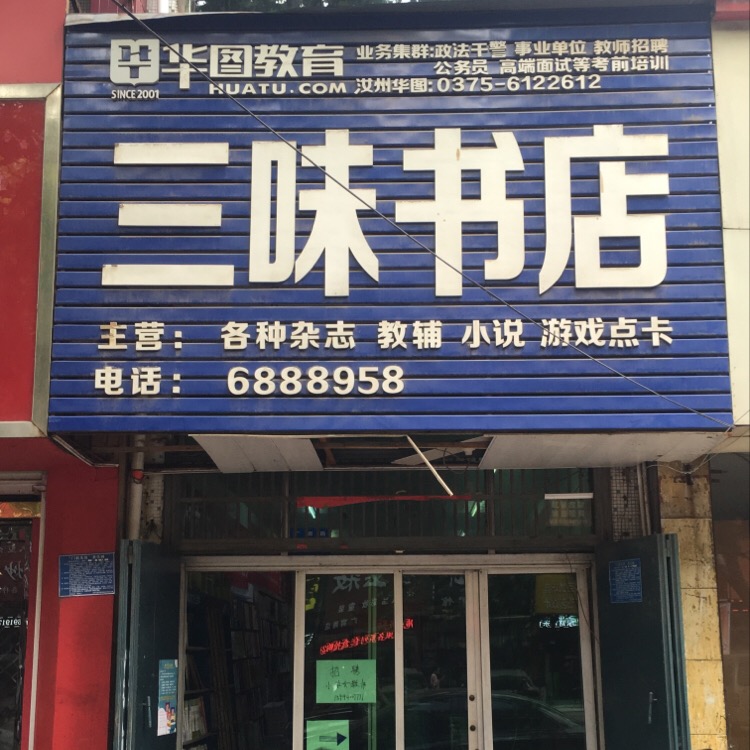 华图教育
SINCE 2001
HUATU.COM
业务集群:政法干警 事业单位 教师招聘
公务员 高端面试等考前培训
汝州华图:0375-6122612
三味书店
主营： 各种杂志 教辅 小说 游戏点卡
电话： 6888958